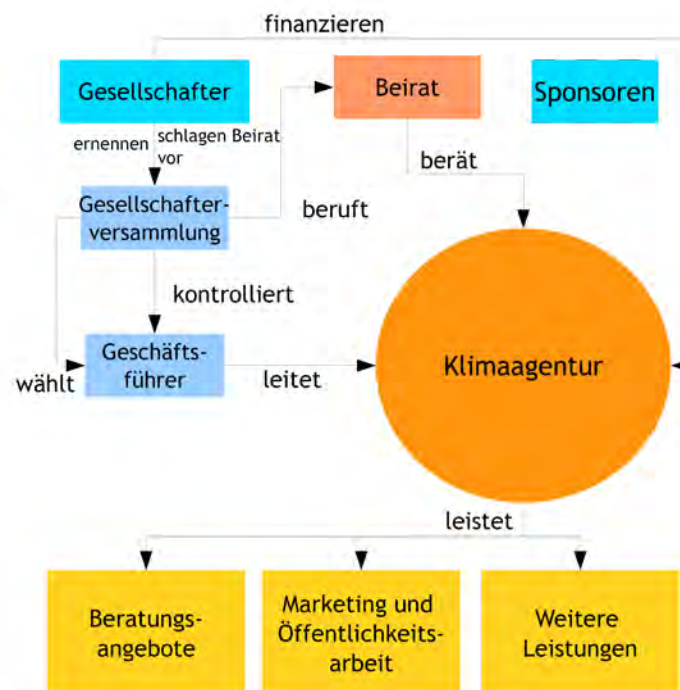 finanzieren
Gesellschafter
Beirat
Sponsoren
ernennen
schlagen Beirat
vor
berät
Gesellschafter-
versammlung
beruft
kontrolliert
Geschäfts-
führer
wählt
leitet
Klimaagentur
leistet
Beratungs-
angebote
Marketing und
Öffentlichkeits-
arbeit
Weitere
Leistungen